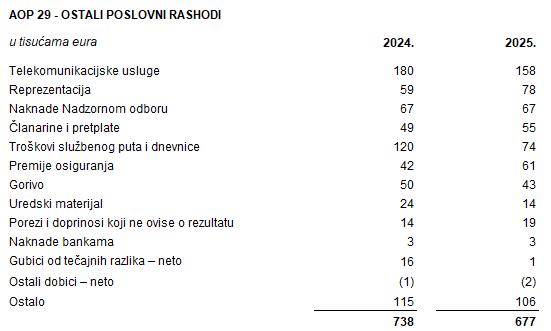 AOP 29 - OSTALI POSLOVNI RASHODI
u tisućama eura 2024. 2025.
Telekomunikacijske usluge 180 158
Reprezentacija 59 78
Naknade Nadzornom odboru 67 67
Članarine i pretplate 49 55
Troškovi službenog puta i dnevnice 120 74
Premije osiguranja 42 61
Gorivo 50 43
Uredski materijal 24 14
Porezi i doprinosi koji ne ovise o rezultatu 14 19
Naknade bankama 3 3
Gubici od tečajnih razlika – neto 16 1
Ostali dobici – neto (1) (2)
Ostalo 115 106
738 677